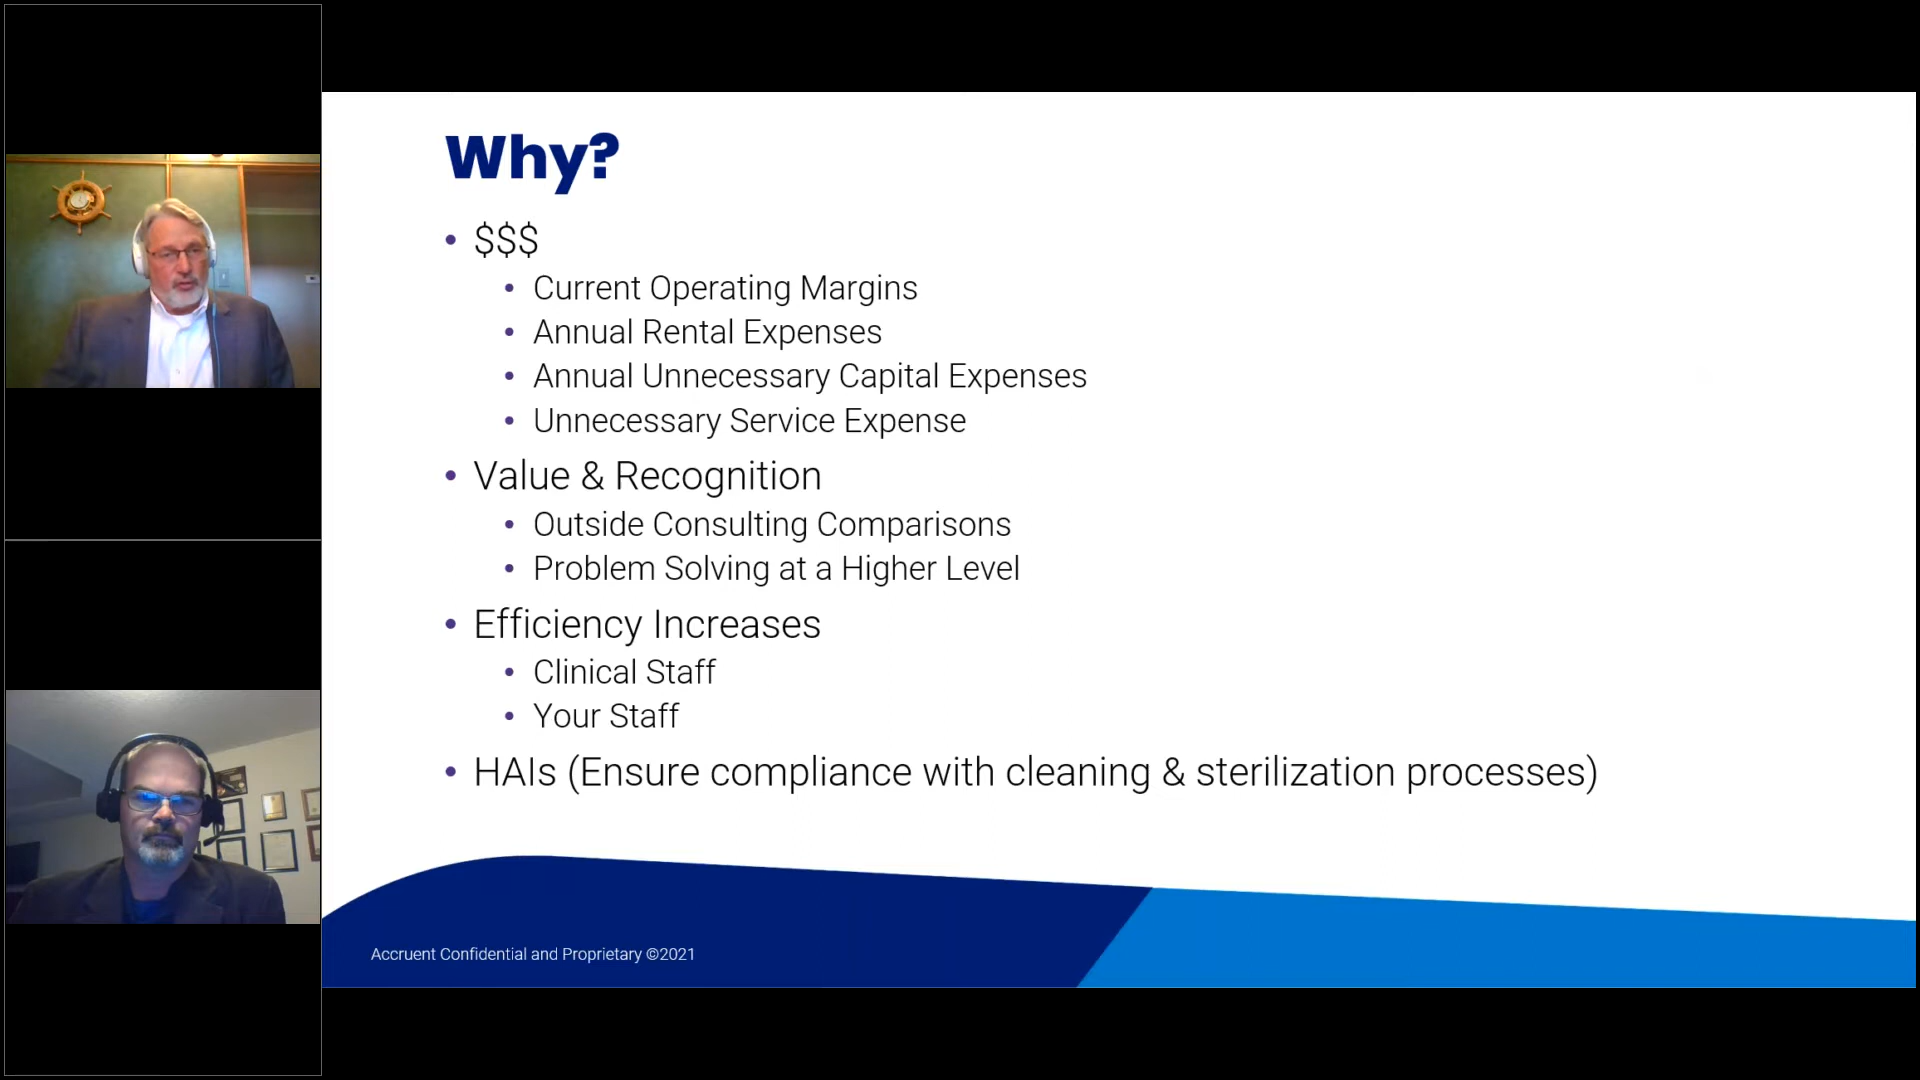 Why?
• $$$
• Current Operating Margins
• Annual Rental Expenses
• Annual Unnecessary Capital Expenses
• Unnecessary Service Expense
• Value & Recognition
• Outside Consulting Comparisons
• Problem Solving at a Higher Level
• Efficiency Increases
• Clinical Staff
• Your Staff
• HAIs (Ensure compliance with cleaning & sterilization processes)
Accruent Confidential and Proprietary ©2021